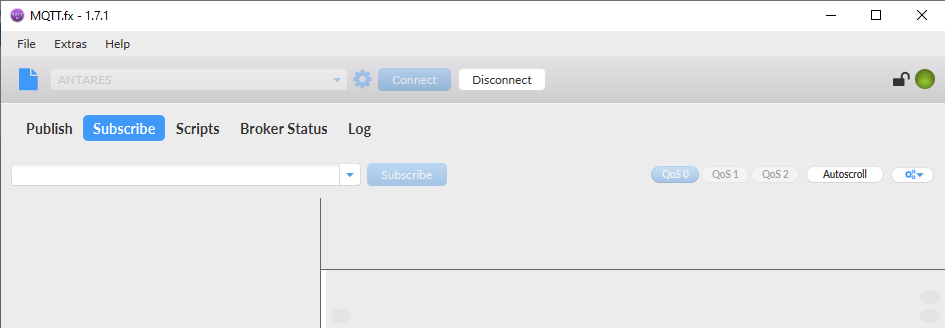 MQTT.fx - 1.7.1
File Extras Help
ANTARES Connect Disconnect
Publish Subscribe Scripts Broker Status Log
Subscribe QoS 0 QoS 1 QoS 2 Autoscroll